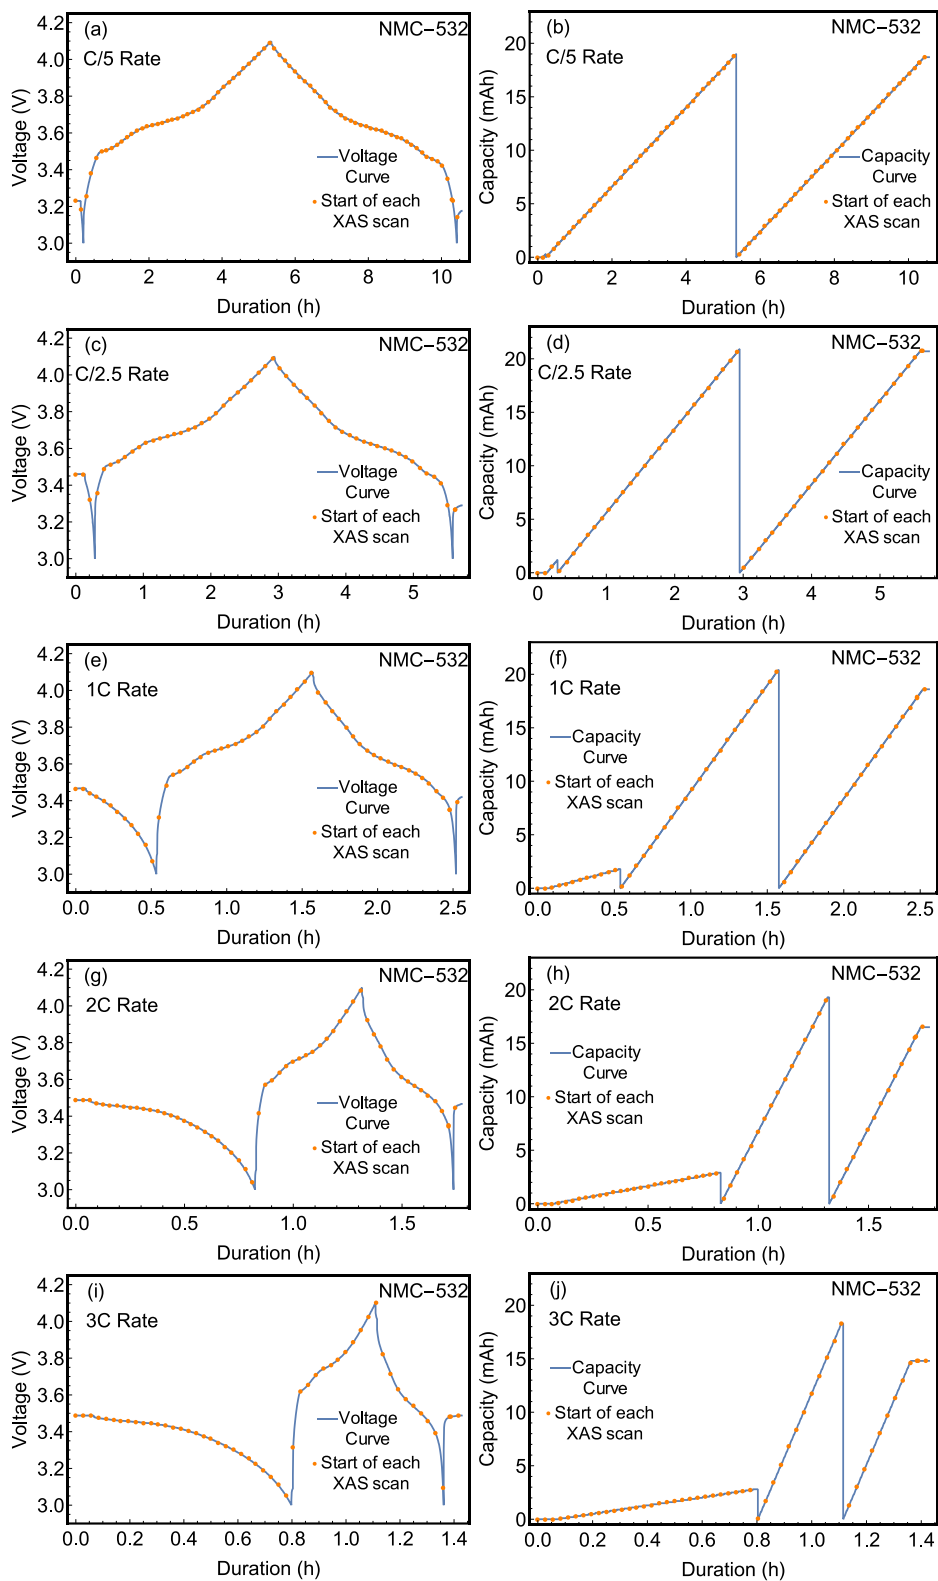 (a)
NMC−532
C/5 Rate
4.2
4.0
3.8
3.6
3.4
3.2
3.0
Voltage (V)
Voltage
Curve
Start of each
XAS scan
0 2 4 6 8 10
Duration (h)
(b)
NMC−532
C/5 Rate
20
15
10
5
0
Capacity (mAh)
Capacity
Curve
Start of each
XAS scan
0 2 4 6 8 10
Duration (h)
(c)
NMC−532
C/2.5 Rate
4.2
4.0
3.8
3.6
3.4
3.2
3.0
Voltage (V)
Voltage
Curve
Start of each
XAS scan
0 1 2 3 4 5
Duration (h)
(d)
NMC−532
C/2.5 Rate
20
15
10
5
0
Capacity (mAh)
Capacity
Curve
Start of each
XAS scan
0 1 2 3 4 5
Duration (h)
(e)
NMC−532
1C Rate
4.2
4.0
3.8
3.6
3.4
3.2
3.0
Voltage (V)
Voltage
Curve
Start of each
XAS scan
0.0 0.5 1.0 1.5 2.0 2.5
Duration (h)
(f)
NMC−532
1C Rate
20
15
10
5
0
Capacity (mAh)
Capacity
Curve
Start of each
XAS scan
0.0 0.5 1.0 1.5 2.0 2.5
Duration (h)
(g)
NMC−532
2C Rate
4.2
4.0
3.8
3.6
3.4
3.2
3.0
Voltage (V)
Voltage
Curve
Start of each
XAS scan
0.0 0.5 1.0 1.5
Duration (h)
(h)
NMC−532
2C Rate
20
15
10
5
0
Capacity (mAh)
Capacity
Curve
Start of each
XAS scan
0.0 0.5 1.0 1.5
Duration (h)
(i)
NMC−532
3C Rate
4.2
4.0
3.8
3.6
3.4
3.2
3.0
Voltage (V)
Voltage
Curve
Start of each
XAS scan
0.0 0.2 0.4 0.6 0.8 1.0 1.2 1.4
Duration (h)
(j)
NMC−532
3C Rate
20
15
10
5
0
Capacity (mAh)
Capacity
Curve
Start of each
XAS scan
0.0 0.2 0.4 0.6 0.8 1.0 1.2 1.4
Duration (h)